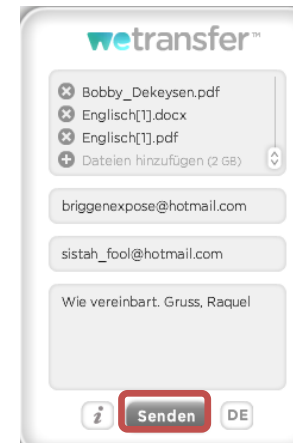 wetransfer™
Bobby_Dekeysen.pdf
Englisch[1].docx
Englisch[1].pdf
Dateien hinzufügen (2 GB)
briggenexpose@hotmail.com
sistah_fool@hotmail.com
Wie vereinbart. Gruss, Raquel
i Senden DE